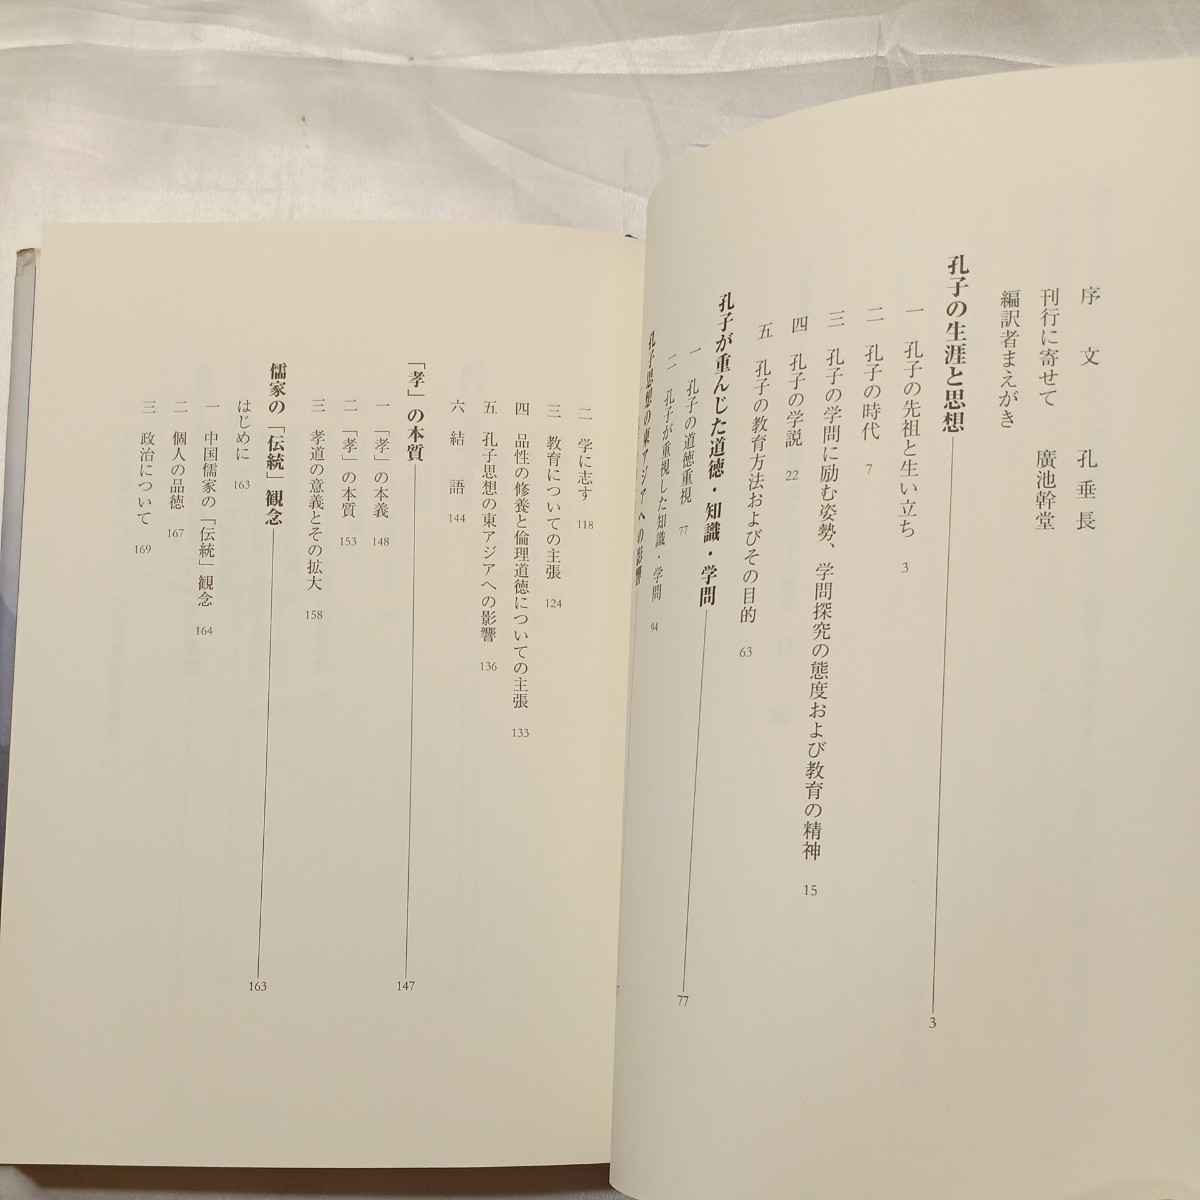 序　文　孔垂長
刊行に寄せて　廣池幹堂
編訳者まえがき
孔子の生涯と思想 3
一　孔子の先祖と生い立ち 3
二　孔子の時代 7
三　孔子の学問に励む姿勢、学問探究の態度および教育の精神 15
四　孔子の学説 22
五　孔子の教育方法およびその目的 63
孔子が重んじた道徳・知識・学問 77
一　孔子の道徳重視 77
二　孔子が重視した知識・学問 94
孔子思想の東アジアへの影響
二　学に志す 118
三　教育についての主張 124
四　品性の修養と倫理道徳についての主張 133
五　孔子思想の東アジアへの影響 136
六　結　語 144
「孝」の本質 147
一　「孝」の本義 148
二　「孝」の本質 153
三　孝道の意義とその拡大 158
儒家の「伝統」観念 163
はじめに 163
一　中国儒家の「伝統」観念 164
二　個人の品徳 167
三　政治について 169